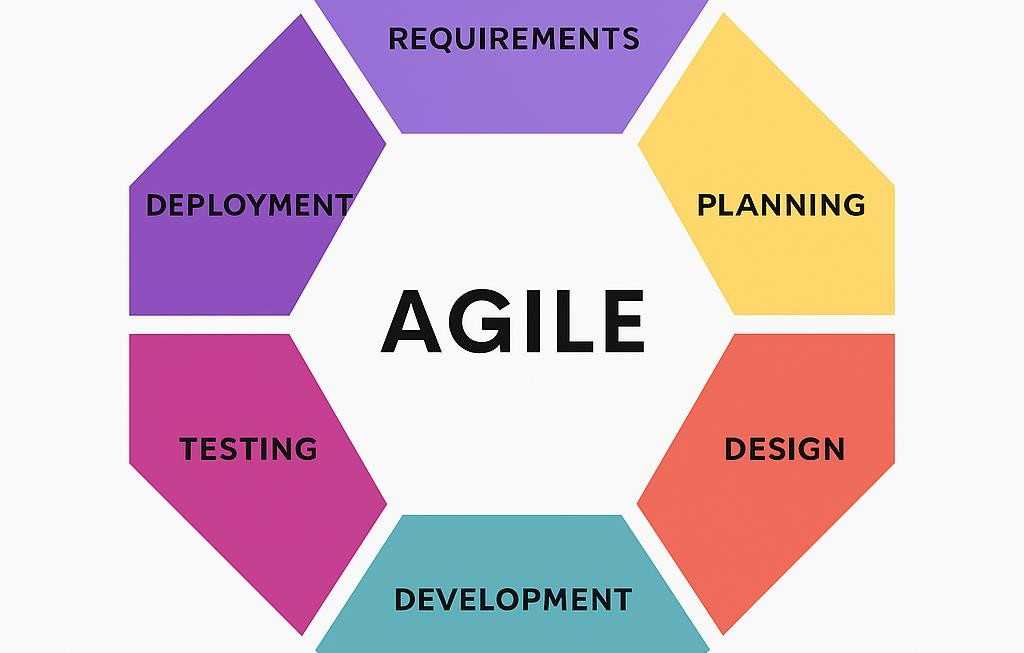 REQUIREMENTS
DEPLOYMENT
PLANNING
AGILE
TESTING
DESIGN
DEVELOPMENT